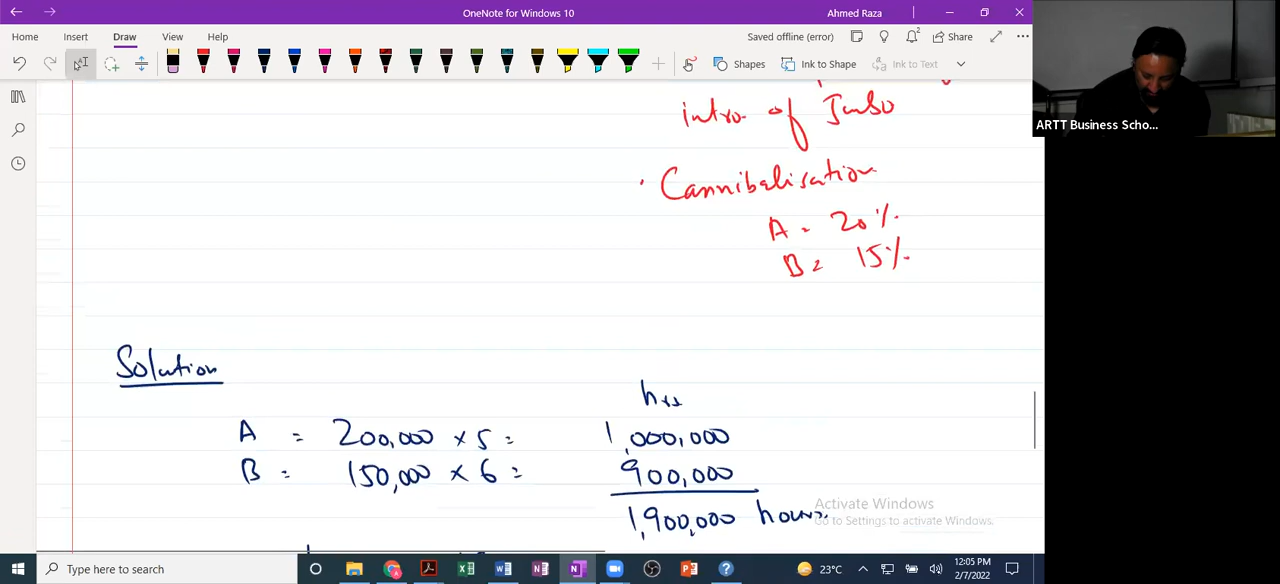 OneNote for Windows 10
Ahmed Raza
Home
Insert
Draw
View
Help
Saved offline (error)
Share
Shapes
Ink to Shape
Ink to Text
ARTT Business Scho...
intro. of Jumbo
· Cannibalisation
A = 20%.
B = 15%.
Solution
hrs
A = 200,000 × 5 = 1,000,000
B = 150,000 × 6 = 900,000
1,900,000 hours
Activate Windows
Go to Settings to activate Windows.
Type here to search
23°C
12:05 PM
2/7/2022